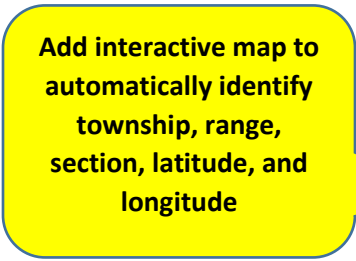 Add interactive map to
automatically identify
township, range,
section, latitude, and
longitude